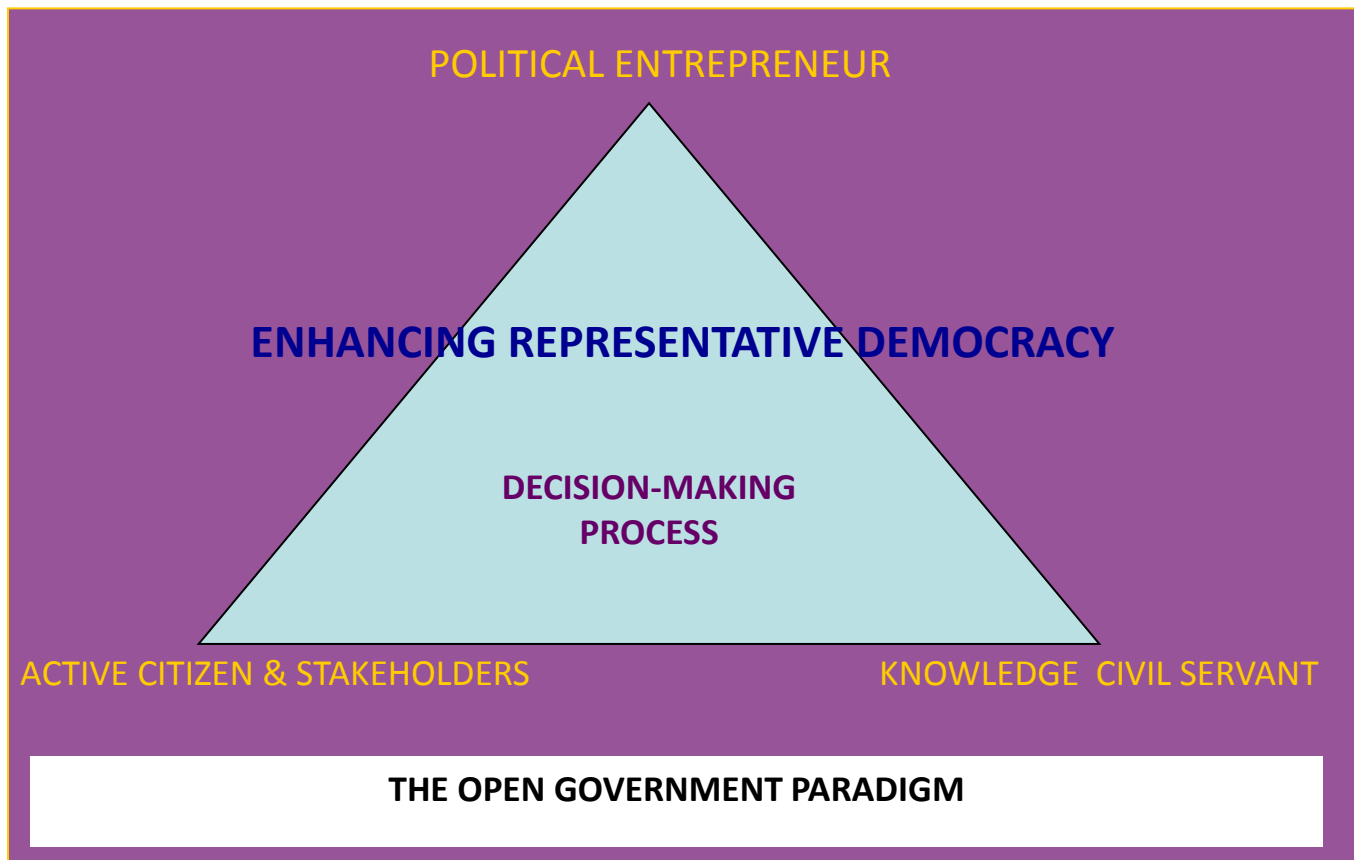 POLITICAL ENTREPRENEUR
ENHANCING REPRESENTATIVE DEMOCRACY
DECISION-MAKING
PROCESS
ACTIVE CITIZEN & STAKEHOLDERS
KNOWLEDGE  CIVIL SERVANT
THE OPEN GOVERNMENT PARADIGM